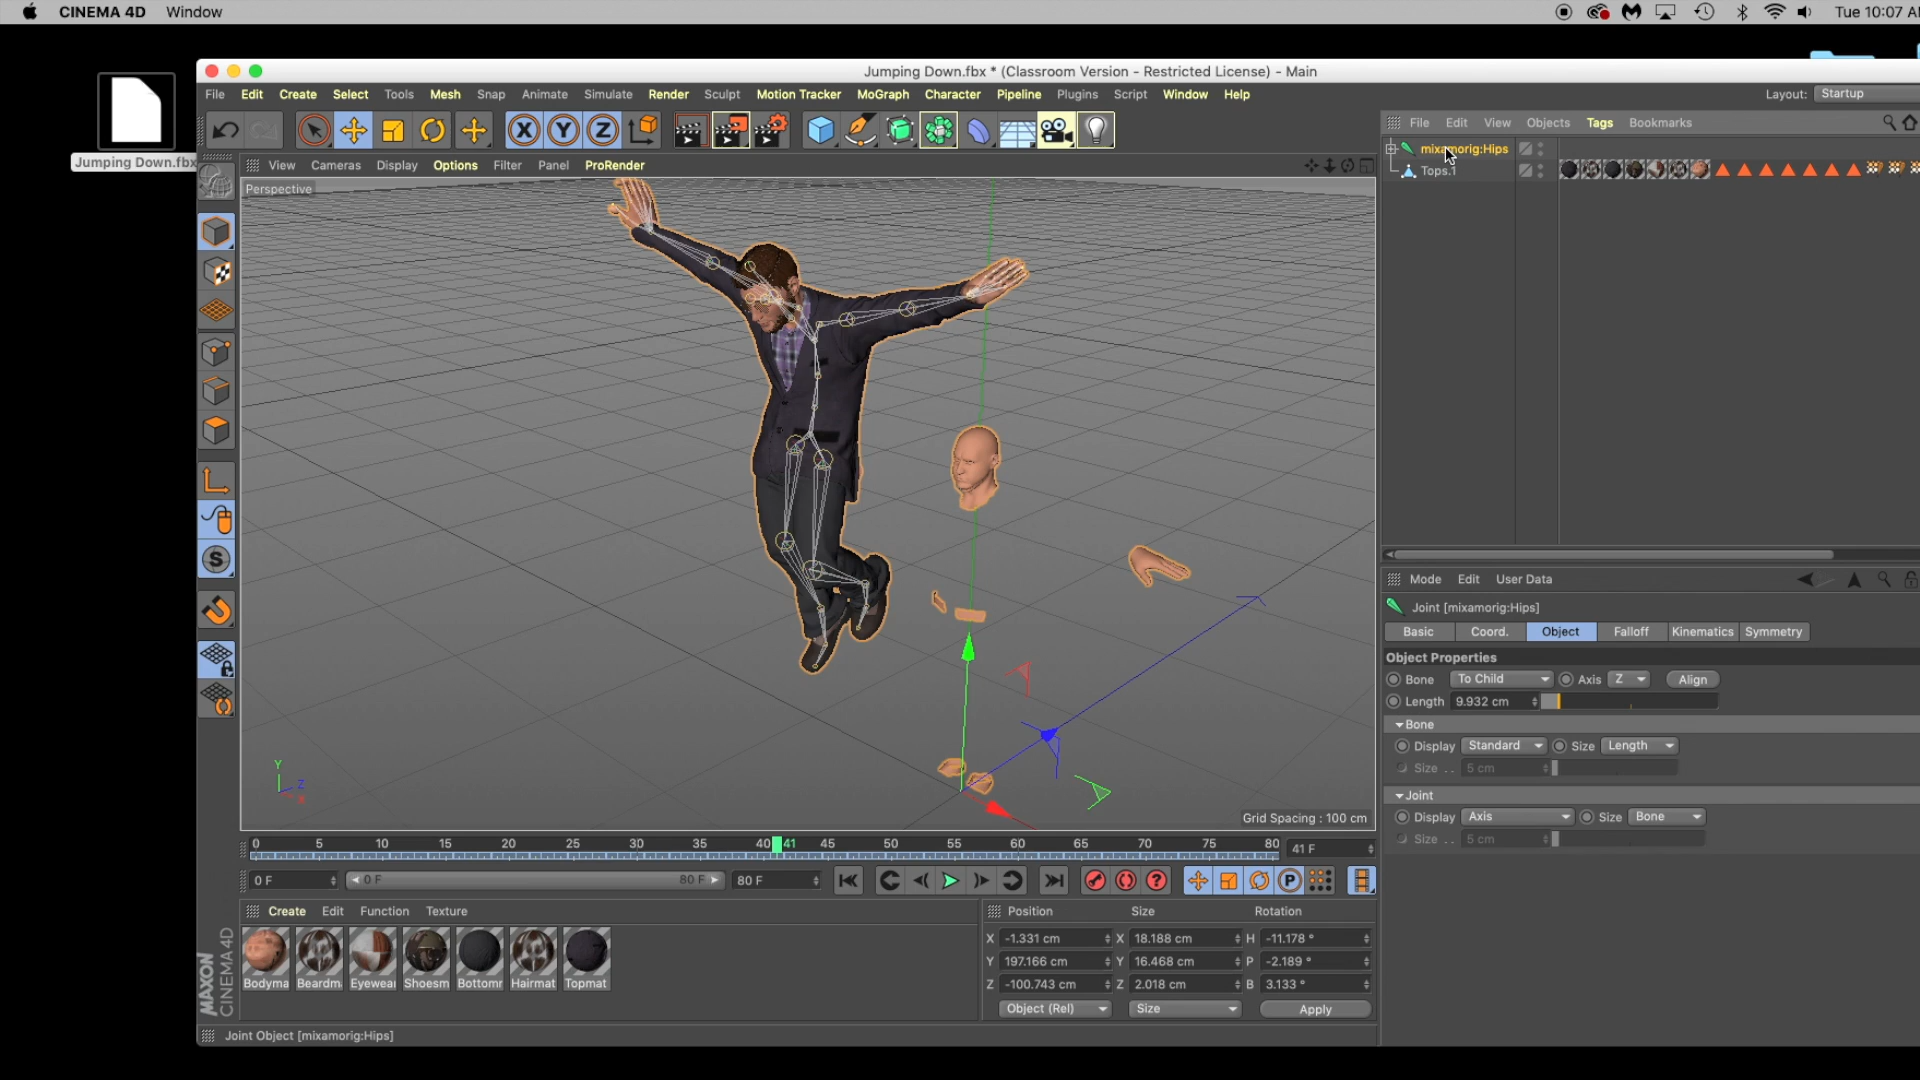 CINEMA 4D Window
Tue 10:07 A
Jumping Down.fbx
Jumping Down.fbx * (Classroom Version - Restricted License) - Main
File Edit Create Select Tools Mesh Snap Animate Simulate Render Sculpt Motion Tracker MoGraph Character Pipeline Plugins Script Window Help
Layout: Startup
X Y Z
View Cameras Display Options Filter Panel ProRender
Perspective
File Edit View Objects Tags Bookmarks
mixamorig:Hips
Tops.1
S
Y
Z
X
Grid Spacing : 100 cm
0 5 10 15 20 25 30 35 40 41 45 50 55 60 65 70 75 80
41 F
0 F
0 F 80 F
80 F
P
Mode Edit User Data
Joint [mixamorig:Hips]
Basic Coord. Object Falloff Kinematics Symmetry
Object Properties
Bone To Child Axis Z Align
Length 9.932 cm
Bone
Display Standard Size Length
Size . . 5 cm
Joint
Display Axis Size Bone
Size . . 5 cm
Create Edit Function Texture
Bodyma Beardm Eyewear Shoesm Bottomr Hairmat Topmat
Position Size Rotation
X -1.331 cm X 18.188 cm H -11.178 °
Y 197.166 cm Y 16.468 cm P -2.189 °
Z -100.743 cm Z 2.018 cm B 3.133 °
Object (Rel) Size Apply
MAXON
CINEMA 4D
Joint Object [mixamorig:Hips]